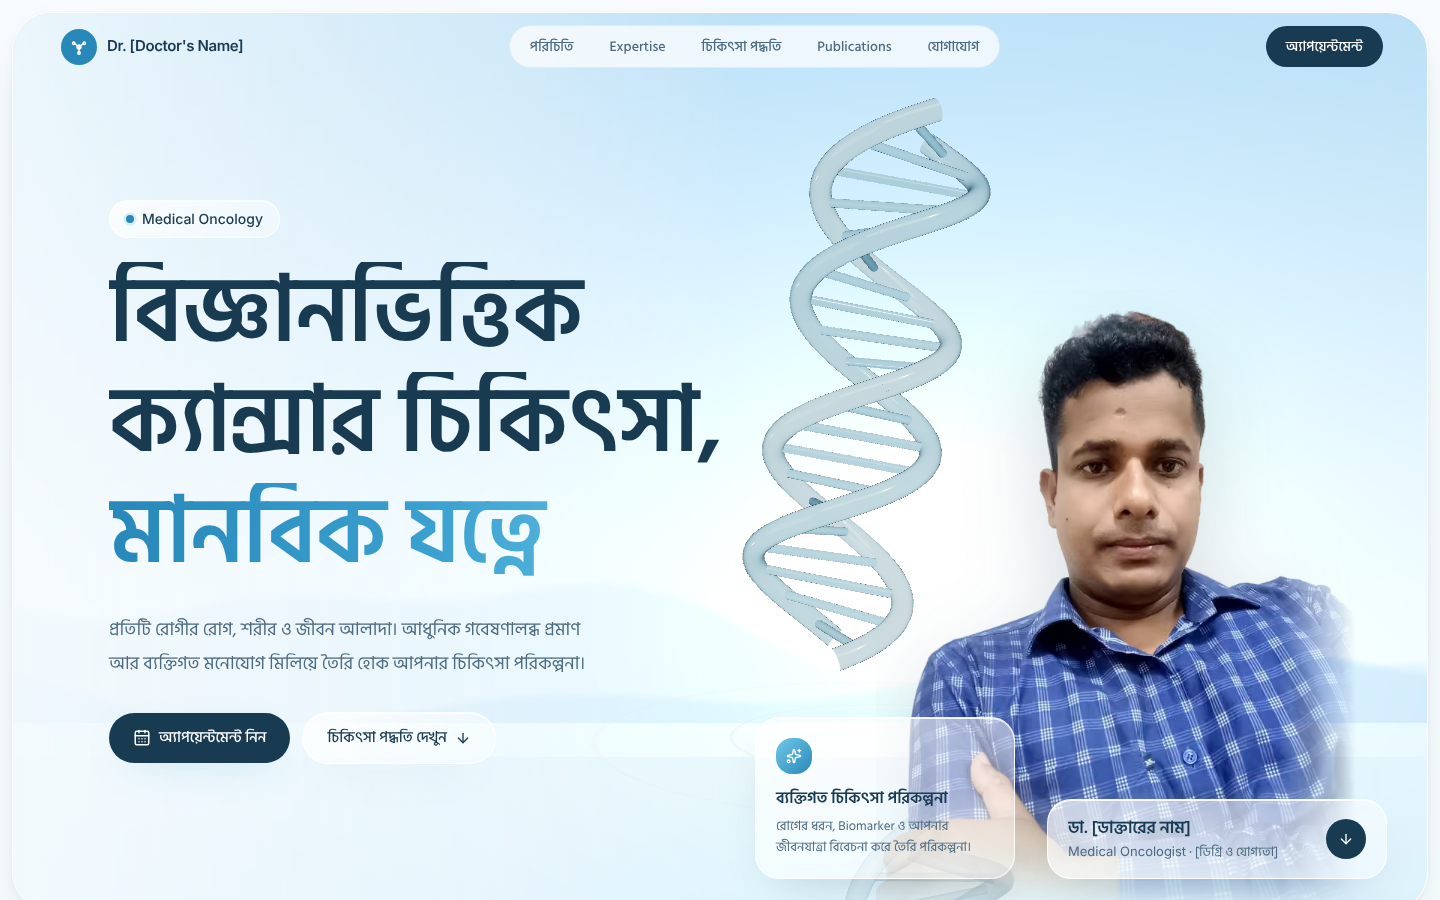 Dr. [Doctor's Name]
পরিচিতি
Expertise
চিকিৎসা পদ্ধতি
Publications
যোগাযোগ
অ্যাপয়েন্টমেন্ট
Medical Oncology
বিজ্ঞানভিত্তিক
ক্যান্সার চিকিৎসা,
মানবিক যত্নে
প্রতিটি রোগীর রোগ, শরীর ও জীবন আলাদা। আধুনিক গবেষণালব্ধ প্রমাণ
আর ব্যক্তিগত মনোযোগ মিলিয়ে তৈরি হোক আপনার চিকিৎসা পরিকল্পনা।
অ্যাপয়েন্টমেন্ট নিন
চিকিৎসা পদ্ধতি দেখুন
ব্যক্তিগত চিকিৎসা পরিকল্পনা
রোগের ধরন, Biomarker ও আপনার
জীবনযাত্রা বিবেচনা করে তৈরি পরিকল্পনা।
ডা. [ডাক্তারের নাম]
Medical Oncologist · [ডিগ্রি ও যোগ্যতা]